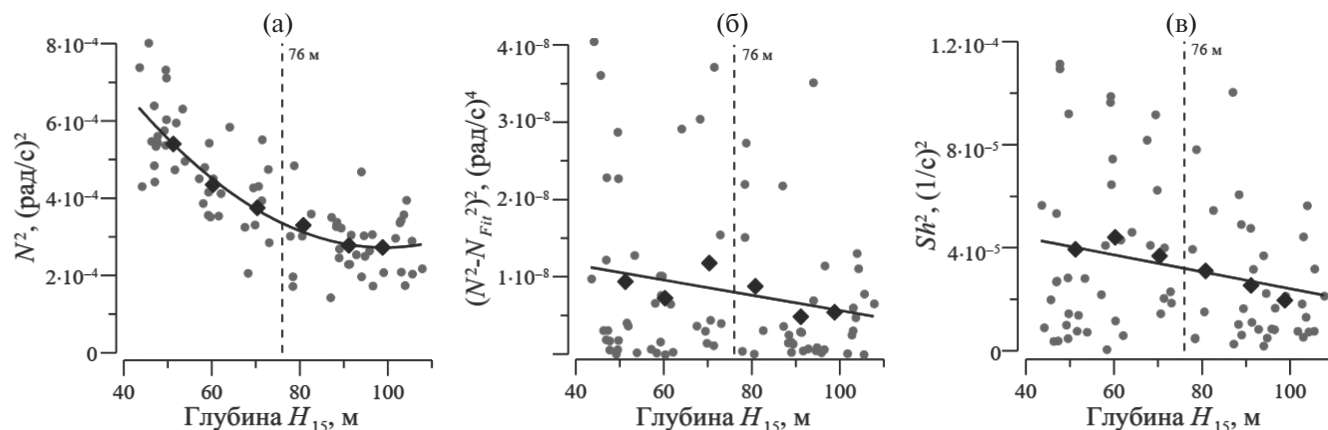 (а)
8·10⁻⁴
6·10⁻⁴
4·10⁻⁴
2·10⁻⁴
0
N², (рад/с)²
76 м
40 60 80 100
Глубина H₁₅, м
(б)
4·10⁻⁸
3·10⁻⁸
2·10⁻⁸
1·10⁻⁸
(N²-N_Fit²)², (рад/с)⁴
76 м
40 60 80 100
Глубина H₁₅, м
(в)
1.2·10⁻⁴
8·10⁻⁵
4·10⁻⁵
0
Sh², (1/с)²
76 м
40 60 80 100
Глубина H₁₅, м